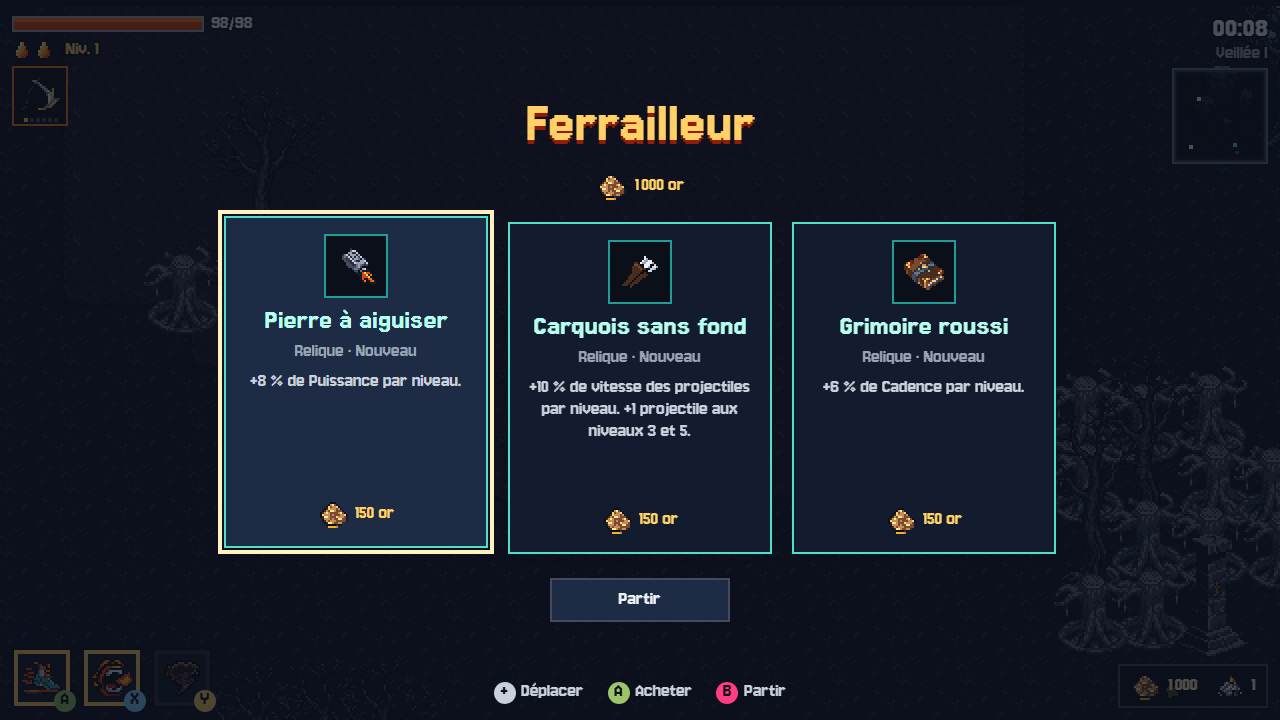 98/98
Niv. 1
00:08
Veillée I
Ferrailleur
1000 or
Pierre à aiguiser
Relique · Nouveau
+8 % de Puissance par niveau.
150 or
Carquois sans fond
Relique · Nouveau
+10 % de vitesse des projectiles
par niveau. +1 projectile aux
niveaux 3 et 5.
150 or
Grimoire roussi
Relique · Nouveau
+6 % de Cadence par niveau.
150 or
Partir
A
X
Y
+ Déplacer
A Acheter
B Partir
1000
1